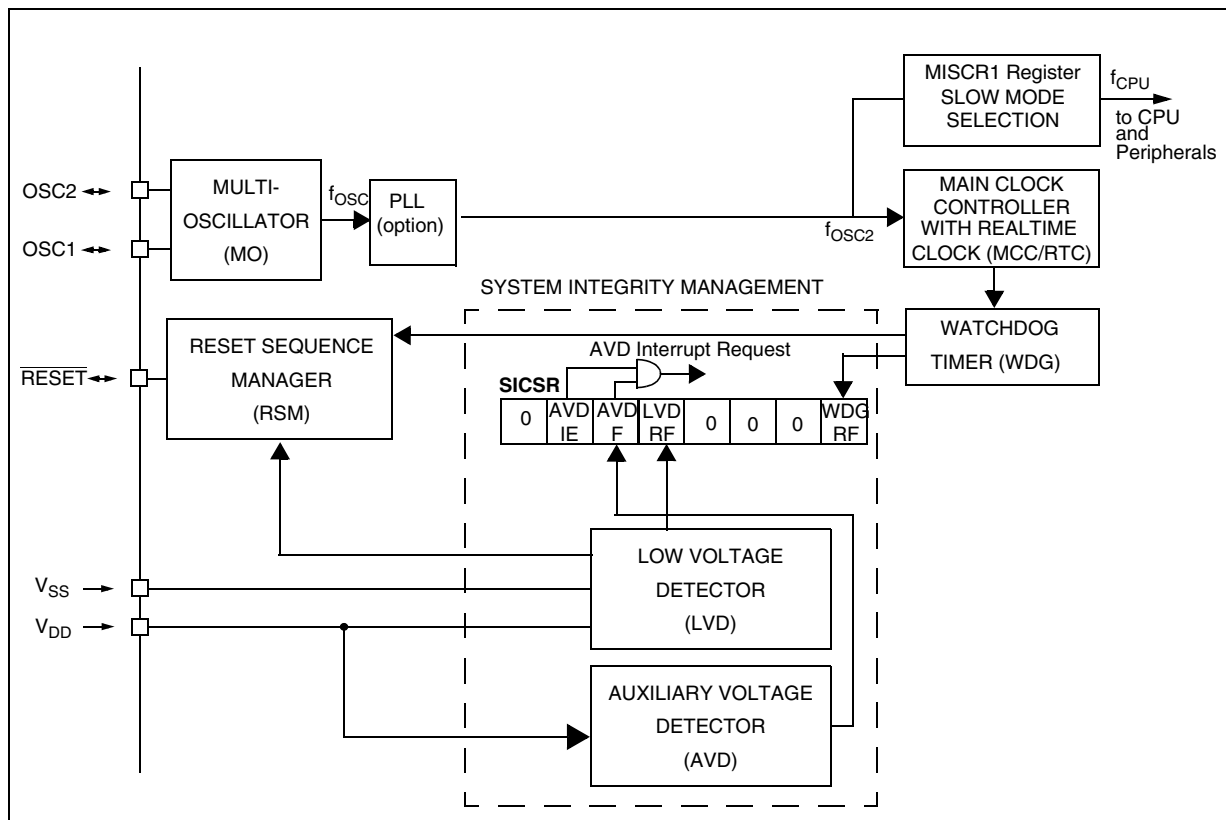 MISCR1 Register
SLOW MODE
SELECTION
fCPU
to CPU
and
Peripherals
OSC2
OSC1
MULTI-
OSCILLATOR
(MO)
fOSC
PLL
(option)
fOSC2
MAIN CLOCK
CONTROLLER
WITH REALTIME
CLOCK (MCC/RTC)
SYSTEM INTEGRITY MANAGEMENT
RESET
RESET SEQUENCE
MANAGER
(RSM)
WATCHDOG
TIMER (WDG)
AVD Interrupt Request
SICSR
0
AVD
IE
AVD
F
LVD
RF
0
0
0
WDG
RF
VSS
VDD
LOW VOLTAGE
DETECTOR
(LVD)
AUXILIARY VOLTAGE
DETECTOR
(AVD)